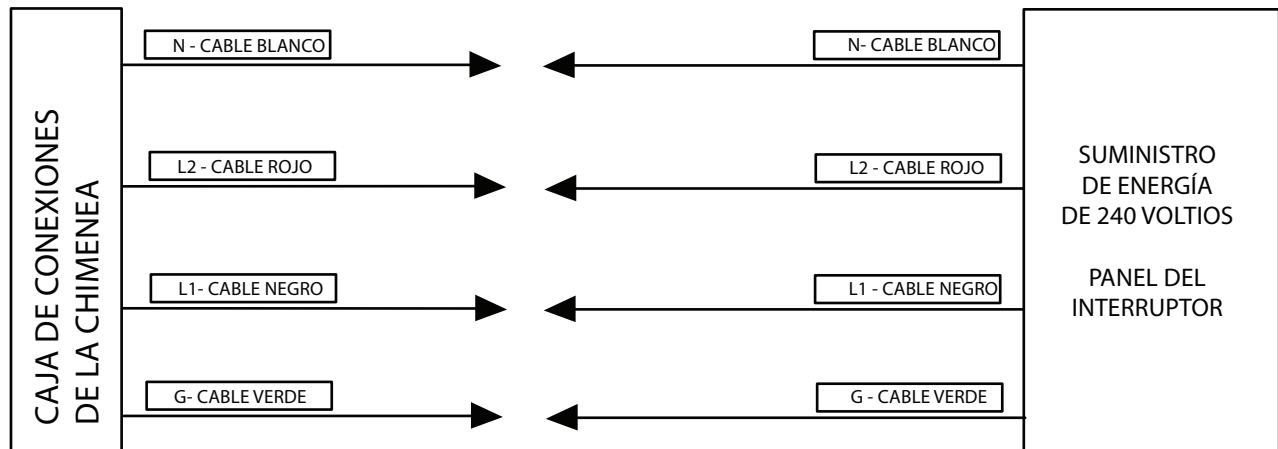 CAJA DE CONEXIONES
DE LA CHIMENEA
N - CABLE BLANCO
L2 - CABLE ROJO
L1- CABLE NEGRO
G- CABLE VERDE
N- CABLE BLANCO
L2 - CABLE ROJO
L1 - CABLE NEGRO
G - CABLE VERDE
SUMINISTRO
DE ENERGÍA
DE 240 VOLTIOS
PANEL DEL
INTERRUPTOR